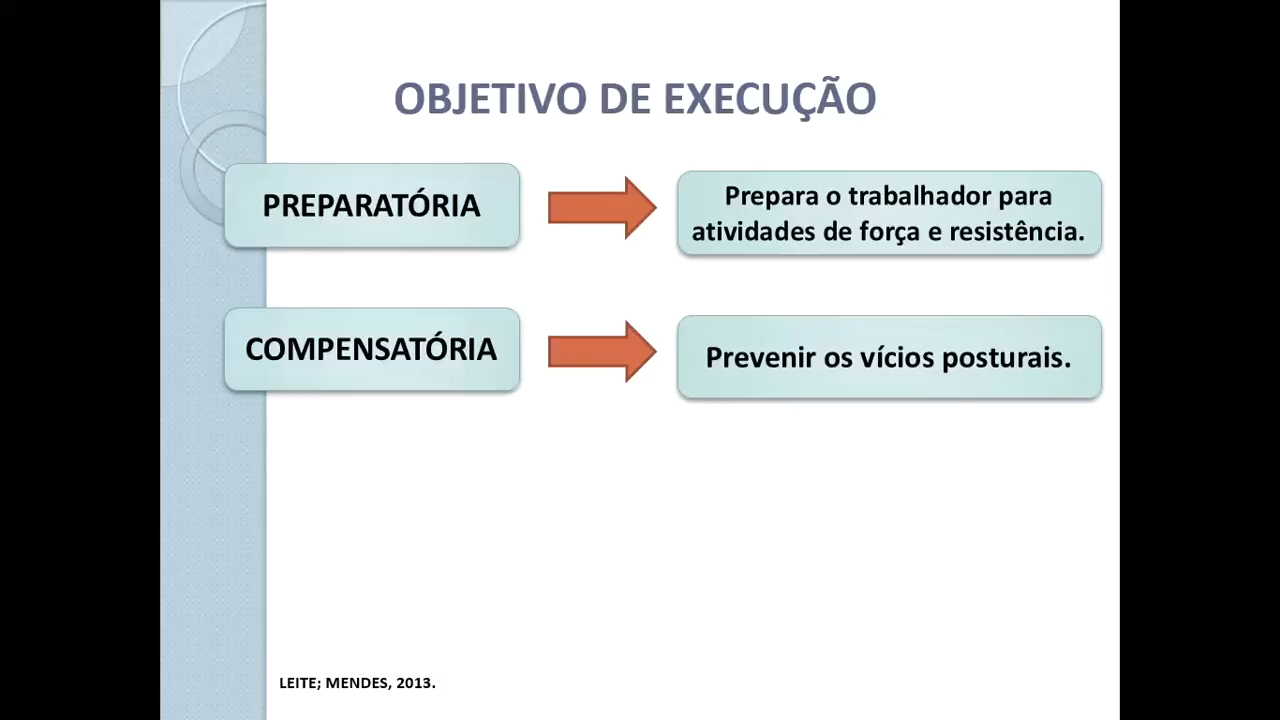 OBJETIVO DE EXECUÇÃO
PREPARATÓRIA
Prepara o trabalhador para
atividades de força e resistência.
COMPENSATÓRIA
Prevenir os vícios posturais.
LEITE; MENDES, 2013.